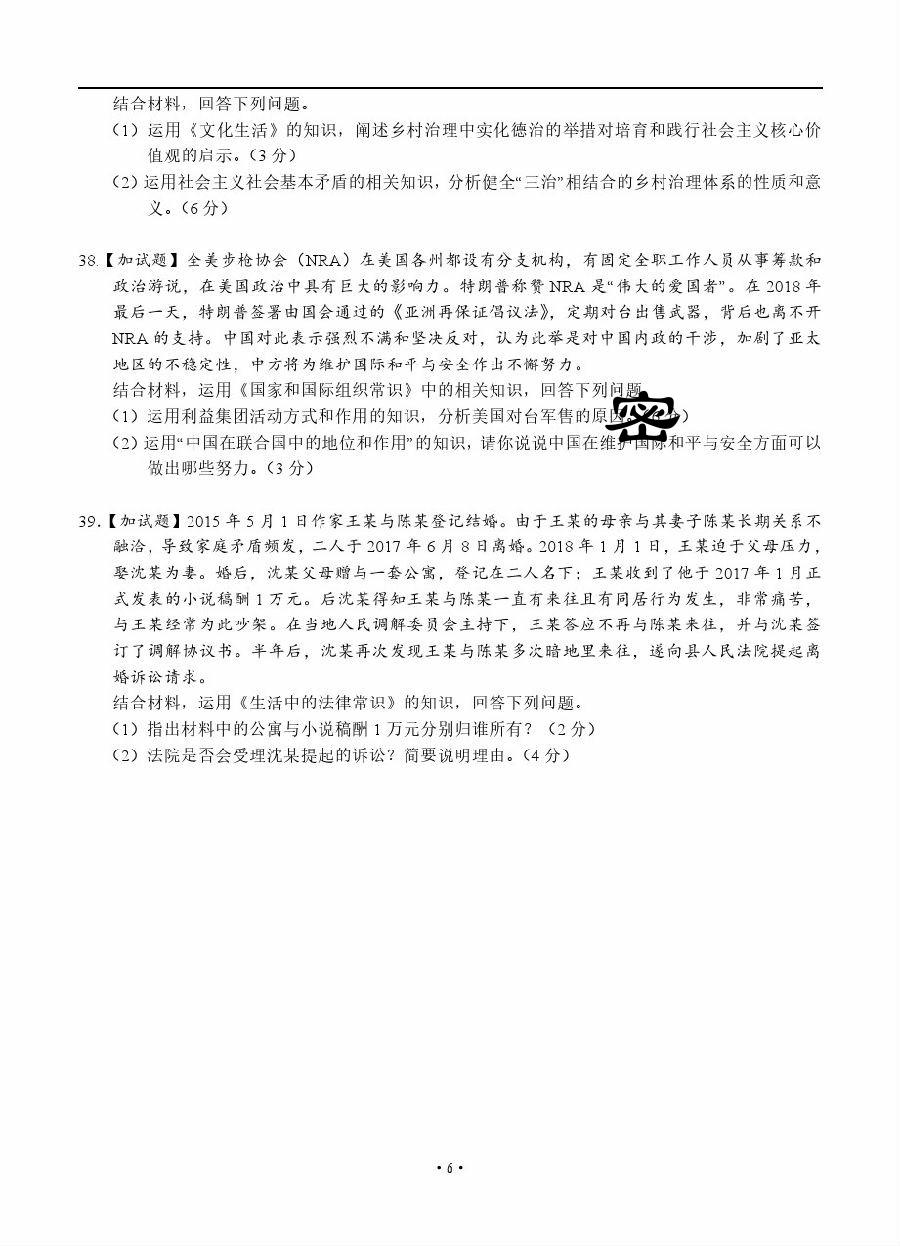 结合材料，回答下列问题。
（1）运用《文化生活》的知识，阐述乡村治理中实化德治的举措对培育和践行社会主义核心价
值观的启示。（3 分）
（2）运用社会主义社会基本矛盾的相关知识，分析健全“三治”相结合的乡村治理体系的性质和意
义。（6 分）
38.【加试题】全美步枪协会（NRA）在美国各州都设有分支机构，有固定全职工作人员从事筹款和
政治游说，在美国政治中具有巨大的影响力。特朗普称赞 NRA 是“伟大的爱国者”。在 2018 年
最后一天，特朗普签署由国会通过的《亚洲再保证倡议法》，定期对台出售武器，背后也离不开
NRA 的支持。中国对此表示强烈不满和坚决反对，认为此举是对中国内政的干涉，加剧了亚太
地区的不稳定性，中方将为维护国际和平与安全作出不懈努力。
结合材料，运用《国家和国际组织常识》中的相关知识，回答下列问题
（1）运用利益集团活动方式和作用的知识，分析美国对台军售的原因。 分）
密
（2）运用“中国在联合国中的地位和作用”的知识，请你说说中国在维护国际和平与安全方面可以
做出哪些努力。（3 分）
39.【加试题】2015 年 5 月 1 日作家王某与陈某登记结婚。由于王某的母亲与其妻子陈某长期关系不
融洽，导致家庭矛盾频发，二人于 2017 年 6 月 8 日离婚。2018 年 1 月 1 日，王某迫于父母压力，
娶沈某为妻。婚后，沈某父母赠与一套公寓，登记在二人名下；王某收到了他于 2017 年 1 月正
式发表的小说稿酬 1 万元。后沈某得知王某与陈某一直有来往且有同居行为发生，非常痛苦，
与王某经常为此吵架。在当地人民调解委员会主持下，王某答应不再与陈某来往，并与沈某签
订了调解协议书。半年后，沈某再次发现王某与陈某多次暗地里来往，遂向县人民法院提起离
婚诉讼请求。
结合材料，运用《生活中的法律常识》的知识，回答下列问题。
（1）指出材料中的公寓与小说稿酬 1 万元分别归谁所有？（2 分）
（2）法院是否会受理沈某提起的诉讼？简要说明理由。（4 分）
• 6 •